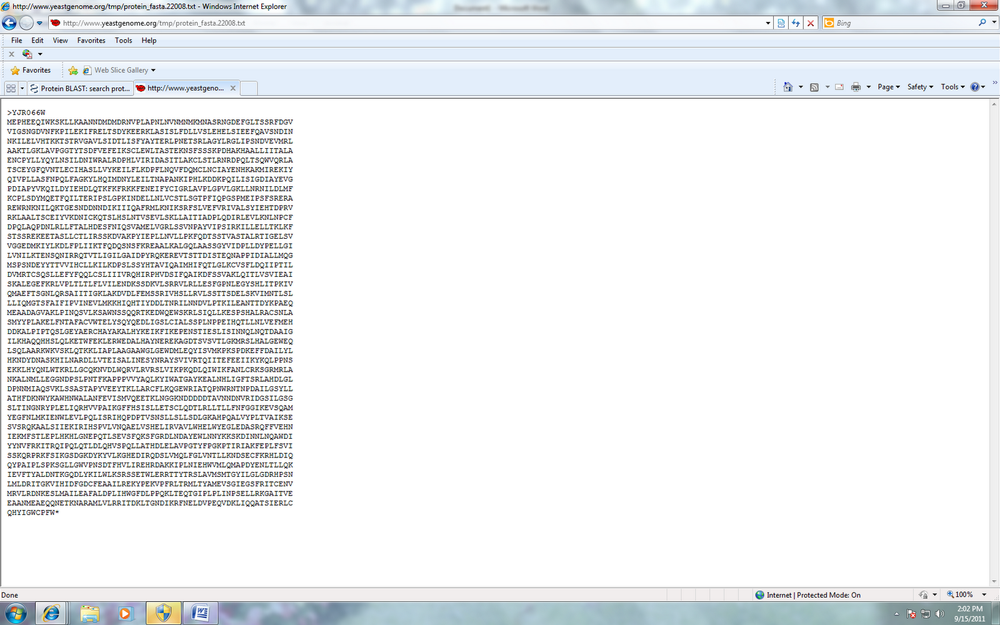 http://www.yeastgenome.org/tmp/protein_fasta.22008.txt - Windows Internet Explorer
http://www.yeastgenome.org/tmp/protein_fasta.22008.txt
Bing
File Edit View Favorites Tools Help
Favorites Web Slice Gallery
Protein BLAST: search prot... http://www.yeastgeno... Page Safety Tools
>YJR066W
MEPHEEQIWKSKLLKAANNDMDMDRNVPLAPNLNVNMNMKMNASRNGDEFGLTSSRFDGV
VIGSNGDVNFKPILEKIFRELTSDYKEERKLASISLFDLLVSLEHELSIEEFQAVSNDIN
NKILELVHTKKTSTRVGAVLSIDTLISFYAYTERLPNETSRLAGYLRGLIPSNDVEVMRL
AAKTLGKLAVPGGTYTSDFVEFEIKSCLEWLTASTEKNSFSSSKPDHAKHAALLIITALA
ENCPYLLYQYLNSILDNIWRALRDPHLVIRIDASITLAKCLSTLRNRDPQLTSQWVQRLA
TSCEYGFQVNTLECIHASLLVYKEILFLKDPFLNQVFDQMCLNCIAYENHKAKMIREKIY
QIVPLLASFNPQLFAGKYLHQIMDNYLEILTNAPANKIPHLKDDKPQILISIGDIAYEVG
PDIAPYVKQILDYIEHDLQTKFKFRKKFENEIFYCIGRLAVPLGPVLGKLLNRNILDLMF
KCPLSDYMQETFQILTERIPSLGPKINDELLNLVCSTLSGTPFIQPGSPMEIPSFSRERA
REWRNKNILQKTGESNDDNNDIKIIIQAFRMLKNIKSRFSLVEFVRIVALSYIEHTDPRV
RKLAALTSCEIYVKDNICKQTSLHSLNTVSEVLSKLLAITIADPLQDIRLEVLKNLNPCF
DPQLAQPDNLRLLFTALHDESFNIQSVAMELVGRLSSVNPAYVIPSIRKILLELLTKLKF
STSSREKEETASLLCTLIRSSKDVAKPYIEPLLNVLLPKFQDTSSTVASTALRTIGELSV
VGGEDMKIYLKDLFPLIIKTFQDQSNSFKREAALKALGQLAASSGYVIDPLLDYPELLGI
LVNILKTENSQNIRRQTVTLIGILGAIDPYRQKEREVTSTTDISTEQNAPPIDIALLMQG
MSPSNDEYYTTVVIHCLLKILKDPSLSSYHTAVIQAIMHIFQTLGLKCVSFLDQIIPTIL
DVMRTCSQSLLEFYFQQLCSLIIIVRQHIRPHVDSIFQAIKDFSSVAKLQITLVSVIEAI
SKALEGEFKRLVPLTLTLFLVILENDKSSDKVLSRRVLRLLESFGPNLEGYSHLITPKIV
QMAEFTSGNLQRSAIITIGKLAKDVDLFEMSSRIVHSLLRVLSSTTSDELSKVIMNTLSL
LLIQMGTSFAIFIPVINEVLMKKHIQHTIYDDLTNRILNNDVLPTKILEANTTDYKPAEQ
MEAADAGVAKLPINQSVLKSAWNSSQQRTKEDWQEWSKRLSIQLLKESPSHALRACSNLA
SMYYPLAKELFNTAFACVWTELYSQYQEDLIGSLCIALSSPLNPPEIHQTLLNLVEFMEH
DDKALPIPTQSLGEYAERCHAYAKALHYKEIKFIKEPENSTIESLISINNQLNQTDAAIG
ILKHAQQHHSLQLKETWFEKLERWEDALHAYNEREKAGDTSVSVTLGKMRSLHALGEWEQ
LSQLAARKWKVSKLQTKKLIAPLAAGAAWGLGEWDMLEQYISVMKPKSPDKEFFDAILYL
HKNDYDNASKHILNARDLLVTEISALINESYNRAYSVIVRTQIITEFEEIIKYKQLPPNS
EKKLHYQNLWTKRLLGCQKNVDLWQRVLRVRSLVIKPKQDLQIWIKFANLCRKSGRMRLA
NKALNMLLEGGNDPSLPNTFKAPPPVVYAQLKYIWATGAYKEALNHLIGFTSRLAHDLGL
DPNNMIAQSVKLSSASTAPYVEEYTKLLARCFLKQGEWRIATQPNWRNTNPDAILGSYLL
ATHFDKNWYKAWHNWALANFEVISMVQEETKLNGGKNDDDDDTAVNNDNVRIDGSILGSG
SLTINGNRYPLELIQRHVVPAIKGFFHSISLLETSCLQDTLRLLTLLFNFGGIKEVSQAM
YEGFNLMKIENWLEVLPQLISRIHQPDPTVSNSLLSLLSDLGKAHPQALVYPLTVAIKSE
SVSRQKAALSIIEKIRIHSPVLVNQAELVSHELIRVAVLWHELWYEGLEDASRQFFVEHN
IEKMFSTLEPLHKHLGNEPQTLSEVSFQKSFGRDLNDAYEWLNNYKKSKDINNLNQAWDI
YYNVFRKITRQIPQLQTLDLQHVSPQLLATHDLELAVPGTYFPGKPTIRIAKFEPLFSVI
SSKQRPRKFSIKGSDGKDYKYVLKGHEDIRQDSLVMQLFGLVNTLLKNDSECFKRHLDIQ
QYPAIPLSPKSGLLGWVPNSDTFHVLIREHRDAKKIPLNIEHWVMLQMAPDYENLTLLQK
IEVFTYALDNTKGQDLYKILWLKSRSSETWLERRTTYTRSLAVMSMTGYILGLGDRHPSN
LMLDRITGKVIHIDFGDCFEAAILREKYPEKVPFRLTRMLTYAMEVSGIEGSFRITCENV
MRVLRDNKESLMAILEAFALDPLIHWGFDLPPQKLTEQTGIPLPLINPSELLRKGAITVE
EAANMEAEQQNETKNARAMLVLRRITDKLTGNDIKRFNELDVPEQVDKLIQQATSIERLC
QHYIGWCPFW*
Done Internet | Protected Mode: On 100%
2:02 PM
9/15/2011